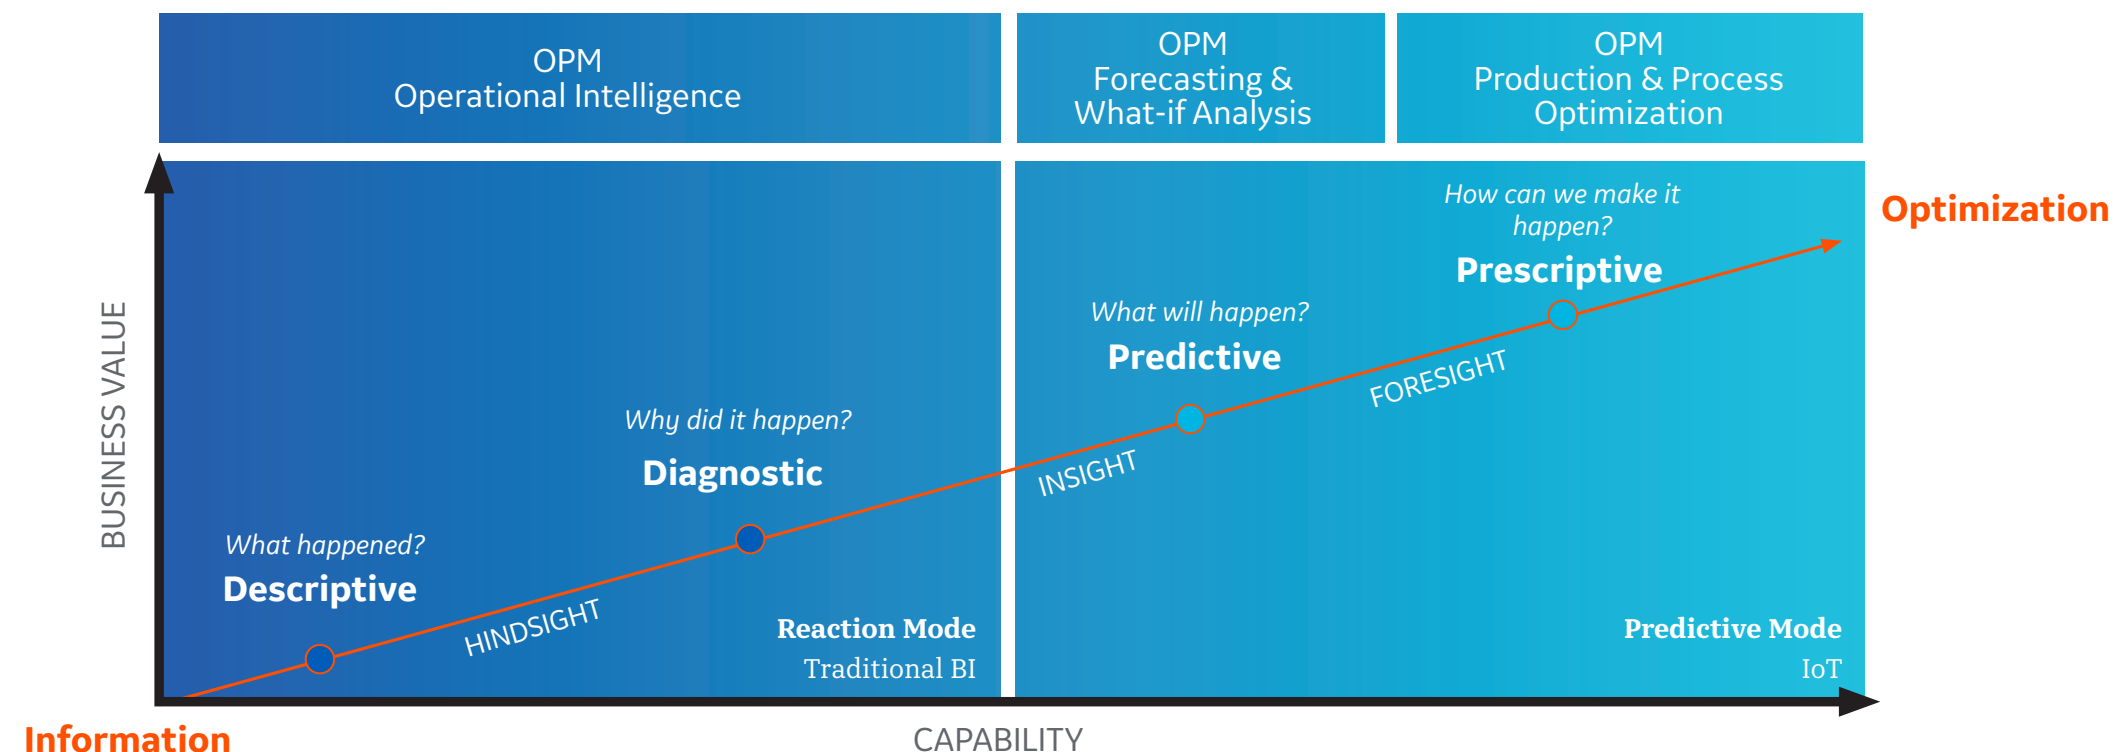 OPM
Operational Intelligence
OPM
Forecasting &
What-if Analysis
OPM
Production & Process
Optimization
BUSINESS VALUE
What happened?
Descriptive
HINDSIGHT
Why did it happen?
Diagnostic
Reaction Mode
Traditional BI
INSIGHT
What will happen?
Predictive
FORESIGHT
How can we make it
happen?
Prescriptive
Predictive Mode
IoT
Optimization
Information
CAPABILITY